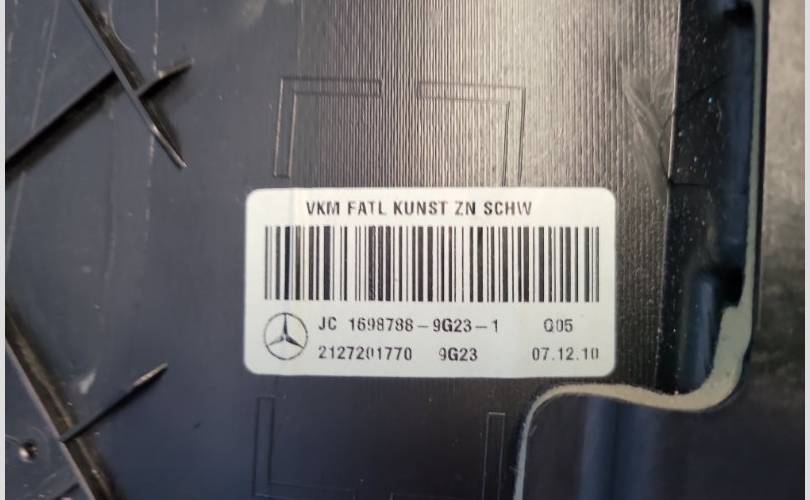 VKM FATL KUNST ZN SCHW
JC 1698788-9G23-1 Q05
2127201770 9G23 07.12.10